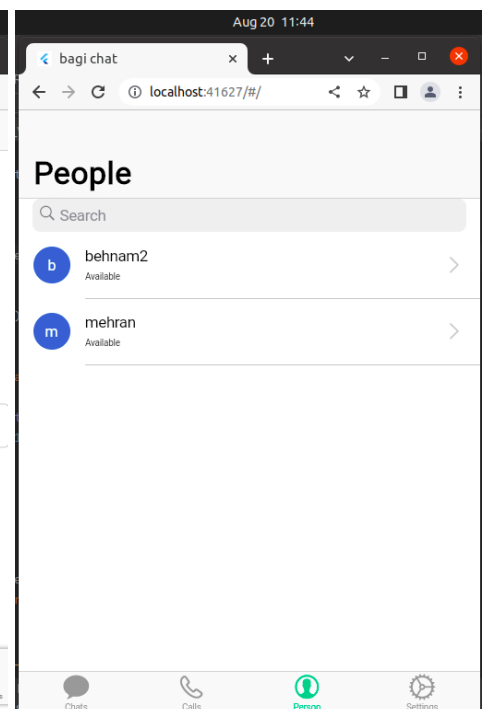 Aug 20 11:44
bagi chat
localhost:41627/#/
People
Search
b
behnam2
Available
m
mehran
Available
Chats
Calls
Person
Settings